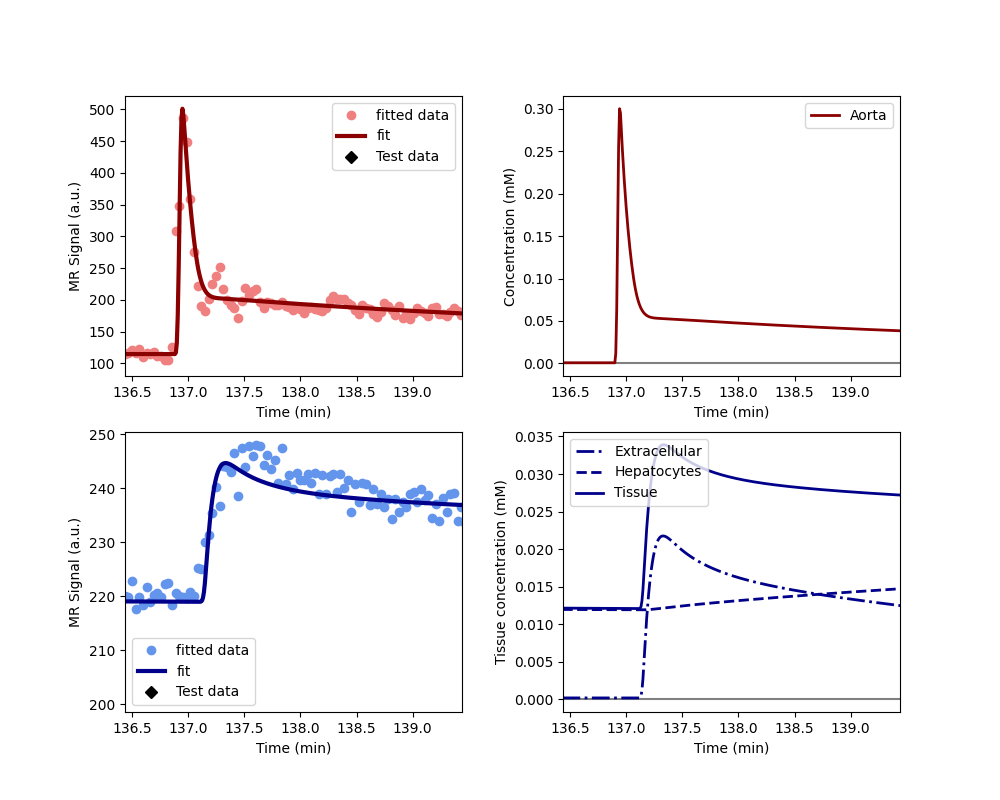 500
450
400
350
300
250
200
150
100
MR Signal (a.u.)
fitted data
fit
Test data
136.5 137.0 137.5 138.0 138.5 139.0
Time (min)
0.30
0.25
0.20
0.15
0.10
0.05
0.00
Concentration (mM)
Aorta
136.5 137.0 137.5 138.0 138.5 139.0
Time (min)
250
240
230
220
210
200
MR Signal (a.u.)
fitted data
fit
Test data
136.5 137.0 137.5 138.0 138.5 139.0
Time (min)
0.035
0.030
0.025
0.020
0.015
0.010
0.005
0.000
Tissue concentration (mM)
Extracellular
Hepatocytes
Tissue
136.5 137.0 137.5 138.0 138.5 139.0
Time (min)